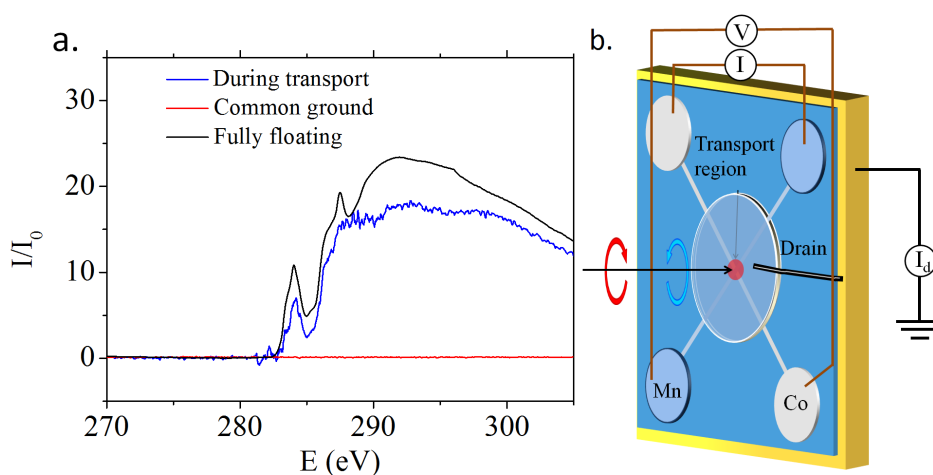 a.
During transport
Common ground
Fully floating
30
20
10
0
I/I₀
270
280
290
300
E (eV)
b.
V
I
Transport
region
Drain
I_d
Mn
Co